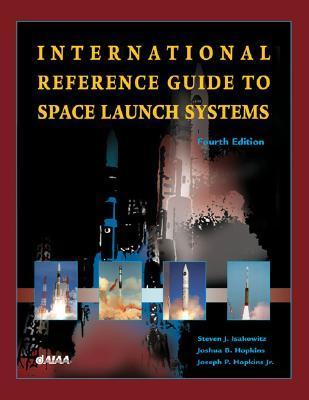 INTERNATIONAL
REFERENCE GUIDE TO
SPACE LAUNCH SYSTEMS
Fourth Edition
Steven J. Isakowitz
Joshua B. Hopkins
Joseph P. Hopkins Jr.
AIAA